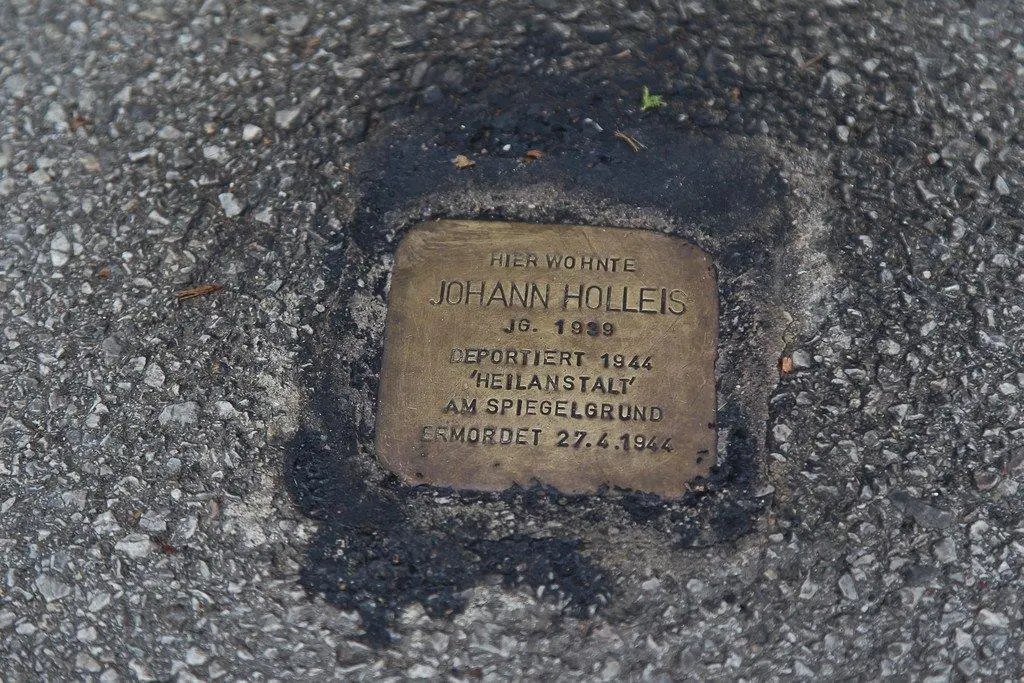 HIER WOHNTE
JOHANN HOLLEIS
JG. 1939
DEPORTIERT 1944
'HEILANSTALT'
AM SPIEGELGRUND
ERMORDET 27.4.1944